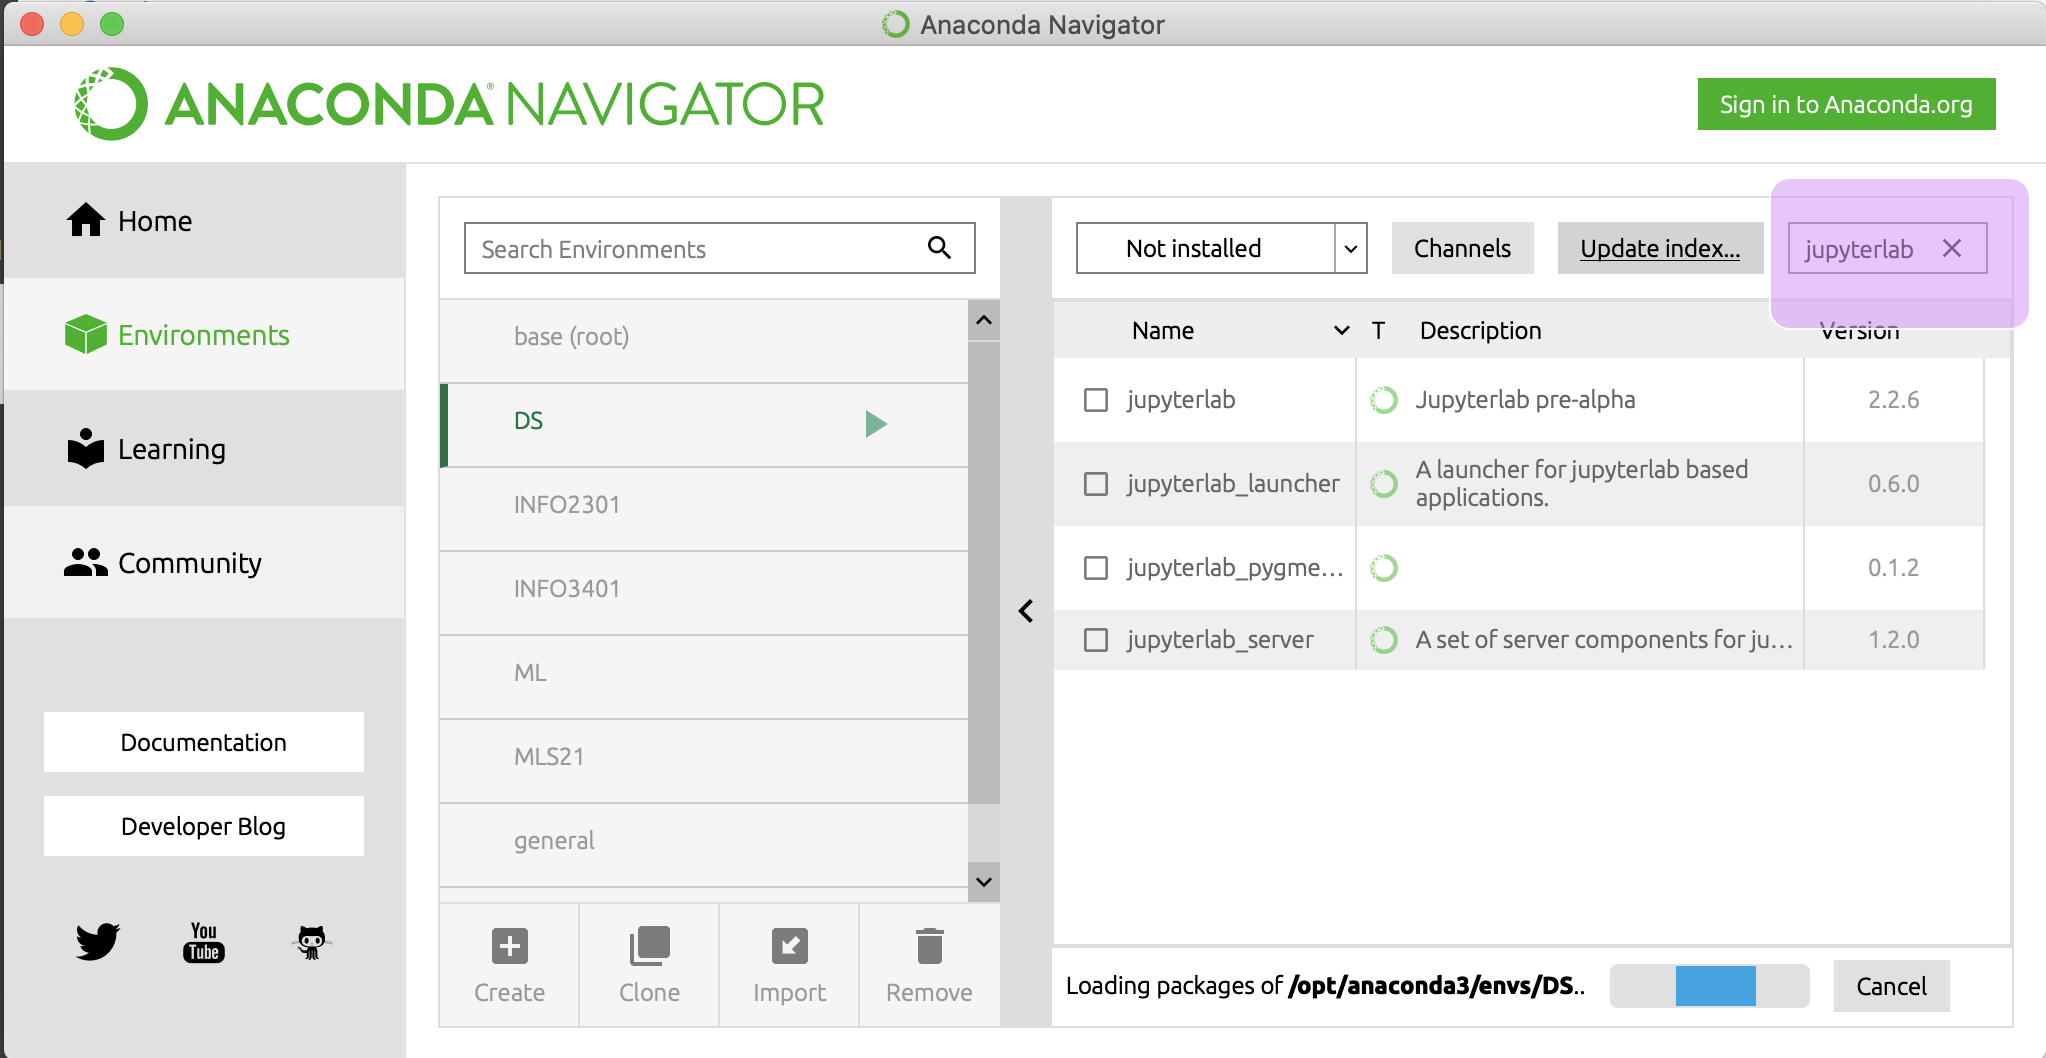 Anaconda Navigator
ANACONDA® NAVIGATOR
Sign in to Anaconda.org
Home
Environments
Learning
Community
Documentation
Developer Blog
You
Tube
Search Environments
base (root)
DS
INFO2301
INFO3401
ML
MLS21
general
Create
Clone
Import
Remove
Not installed
Channels
Update index...
jupyterlab
Name T Description Version
jupyterlab Jupyterlab pre-alpha 2.2.6
jupyterlab_launcher A launcher for jupyterlab based
applications. 0.6.0
jupyterlab_pygme... 0.1.2
jupyterlab_server A set of server components for ju... 1.2.0
Loading packages of /opt/anaconda3/envs/DS..
Cancel